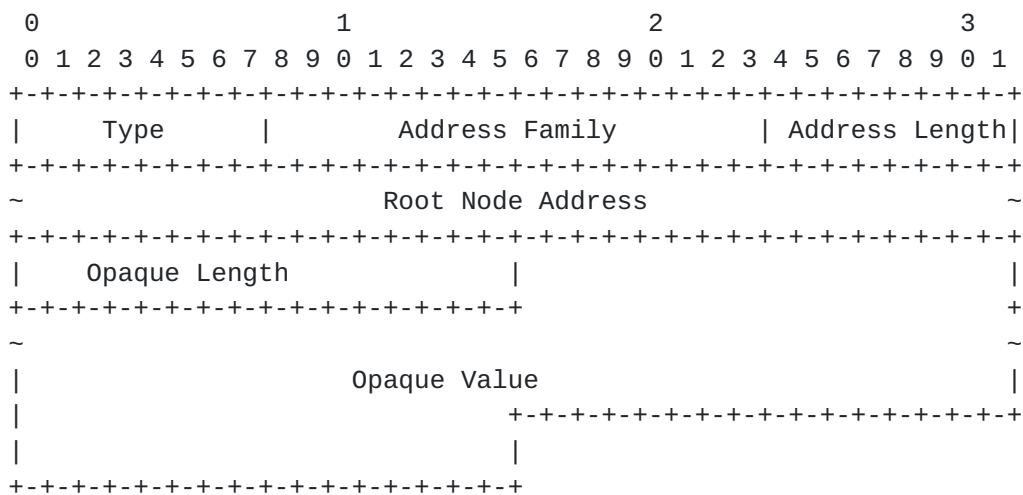 0                   1                   2                   3
 0 1 2 3 4 5 6 7 8 9 0 1 2 3 4 5 6 7 8 9 0 1 2 3 4 5 6 7 8 9 0 1
+-+-+-+-+-+-+-+-+-+-+-+-+-+-+-+-+-+-+-+-+-+-+-+-+-+-+-+-+-+-+-+-+
|     Type      |        Address Family         | Address Length|
+-+-+-+-+-+-+-+-+-+-+-+-+-+-+-+-+-+-+-+-+-+-+-+-+-+-+-+-+-+-+-+-+
~                       Root Node Address                       ~
+-+-+-+-+-+-+-+-+-+-+-+-+-+-+-+-+-+-+-+-+-+-+-+-+-+-+-+-+-+-+-+-+
|    Opaque Length              |                               |
+-+-+-+-+-+-+-+-+-+-+-+-+-+-+-+-+                               +
~                                                               ~
|                     Opaque Value                              |
|                               +-+-+-+-+-+-+-+-+-+-+-+-+-+-+-+-+
|                               |
+-+-+-+-+-+-+-+-+-+-+-+-+-+-+-+-+